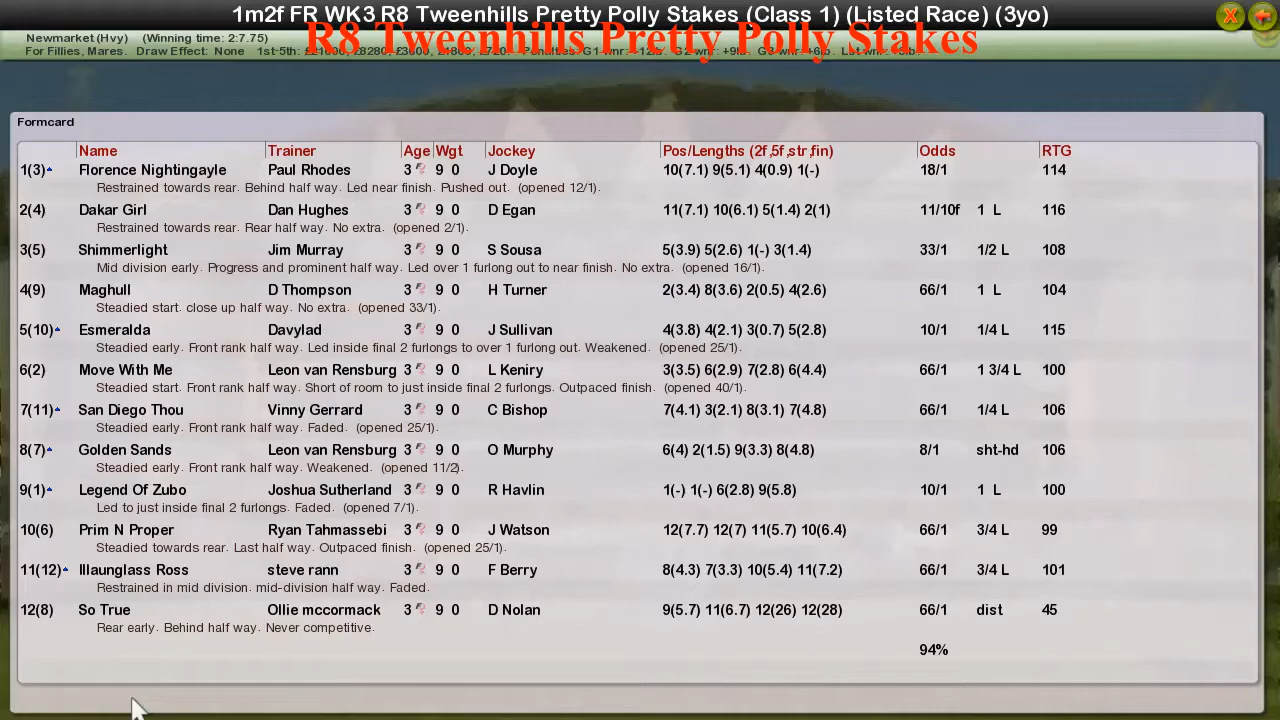 1m2f FR WK3 R8 Tweenhills Pretty Polly Stakes (Class 1) (Listed Race) (3yo)
R8 Tweenhills Pretty Polly Stakes
Newmarket (Hvy) (Winning time: 2:7.75)
For Fillies, Mares. Draw Effect: None 1st-5th:
Formcard
Name Trainer Age Wgt Jockey Pos/Lengths (2f,5f,str,fin) Odds RTG
1(3) Florence Nightingayle Paul Rhodes 3 9 0 J Doyle 10(7.1) 9(5.1) 4(0.9) 1(-) 18/1 114
Restrained towards rear. Behind half way. Led near finish. Pushed out. (opened 12/1).
2(4) Dakar Girl Dan Hughes 3 9 0 D Egan 11(7.1) 10(6.1) 5(1.4) 2(1) 11/10f 1 L 116
Restrained towards rear. Rear half way. No extra. (opened 2/1).
3(5) Shimmerlight Jim Murray 3 9 0 S Sousa 5(3.9) 5(2.6) 1(-) 3(1.4) 33/1 1/2 L 108
Mid division early. Progress and prominent half way. Led over 1 furlong out to near finish. No extra. (opened 16/1).
4(9) Maghull D Thompson 3 9 0 H Turner 2(3.4) 8(3.6) 2(0.5) 4(2.6) 66/1 1 L 104
Steadied start. close up half way. No extra. (opened 33/1).
5(10) Esmeralda Davylad 3 9 0 J Sullivan 4(3.8) 4(2.1) 3(0.7) 5(2.8) 10/1 1/4 L 115
Steadied early. Front rank half way. Led inside final 2 furlongs to over 1 furlong out. Weakened. (opened 25/1).
6(2) Move With Me Leon van Rensburg 3 9 0 L Keniry 3(3.5) 6(2.9) 7(2.8) 6(4.4) 66/1 1 3/4 L 100
Steadied start. Front rank half way. Short of room to just inside final 2 furlongs. Outpaced finish. (opened 40/1).
7(11) San Diego Thou Vinny Gerrard 3 9 0 C Bishop 7(4.1) 3(2.1) 8(3.1) 7(4.8) 66/1 1/4 L 106
Steadied early. Front rank half way. Faded. (opened 25/1).
8(7) Golden Sands Leon van Rensburg 3 9 0 O Murphy 6(4) 2(1.5) 9(3.3) 8(4.8) 8/1 sht-hd 106
Steadied early. Front rank half way. Weakened. (opened 11/2).
9(1) Legend Of Zubo Joshua Sutherland 3 9 0 R Havlin 1(-) 1(-) 6(2.8) 9(5.8) 10/1 1 L 100
Led to just inside final 2 furlongs. Faded. (opened 7/1).
10(6) Prim N Proper Ryan Tahmassebi 3 9 0 J Watson 12(7.7) 12(7) 11(5.7) 10(6.4) 66/1 3/4 L 99
Steadied towards rear. Last half way. Outpaced finish. (opened 25/1).
11(12) Illaunglass Ross steve rann 3 9 0 F Berry 8(4.3) 7(3.3) 10(5.4) 11(7.2) 66/1 3/4 L 101
Restrained in mid division. mid-division half way. Faded.
12(8) So True Ollie mccormack 3 9 0 D Nolan 9(5.7) 11(6.7) 12(26) 12(28) 66/1 dist 45
Rear early. Behind half way. Never competitive.
94%